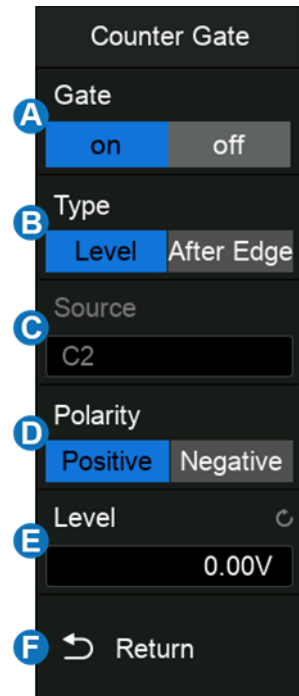 Counter Gate
A
Gate
on off
B
Type
Level After Edge
C
Source
C2
D
Polarity
Positive Negative
E
Level
0.00V
F
Return